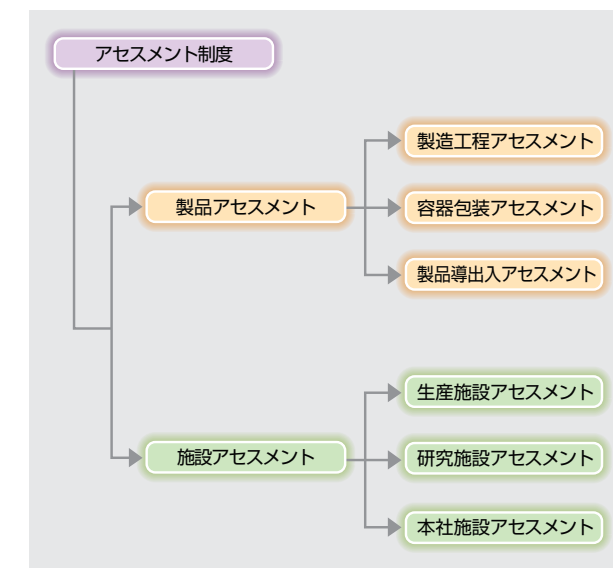 アセスメント制度
製品アセスメント
製造工程アセスメント
容器包装アセスメント
製品導出入アセスメント
施設アセスメント
生産施設アセスメント
研究施設アセスメント
本社施設アセスメント